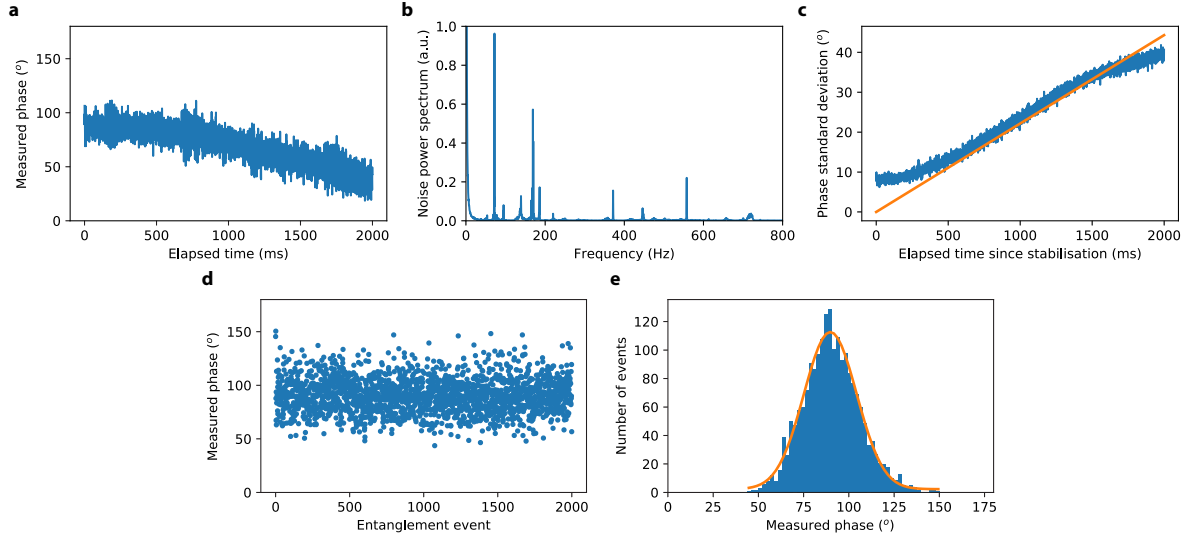 a
Measured phase (°)
150
100
50
0
0 500 1000 1500 2000
Elapsed time (ms)
b
Noise power spectrum (a.u.)
1.0
0.8
0.6
0.4
0.2
0.0
0 200 400 600 800
Frequency (Hz)
c
Phase standard deviation (°)
40
30
20
10
0
0 500 1000 1500 2000
Elapsed time since stabilisation (ms)
d
Measured phase (°)
150
100
50
0
0 500 1000 1500 2000
Entanglement event
e
Number of events
120
100
80
60
40
20
0
0 25 50 75 100 125 150 175
Measured phase (°)